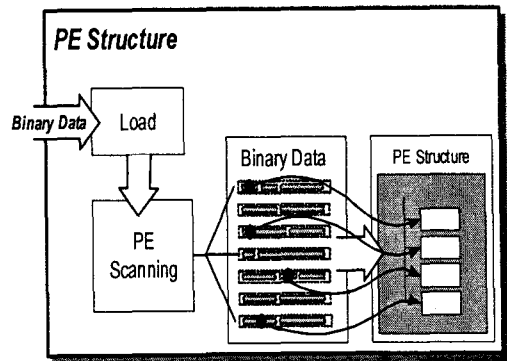 PE Structure
Binary Data
Load
Binary Data
PE Structure
PE
Scanning